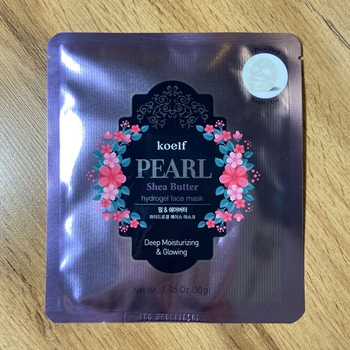 koelf
PEARL
Shea Butter
hydrogel face mask
펄 & 쉐어버터
하이드로겔 페이스 마스크
Deep Moisturizing
& Glowing
Net Wt. 1.05 Oz (30g)